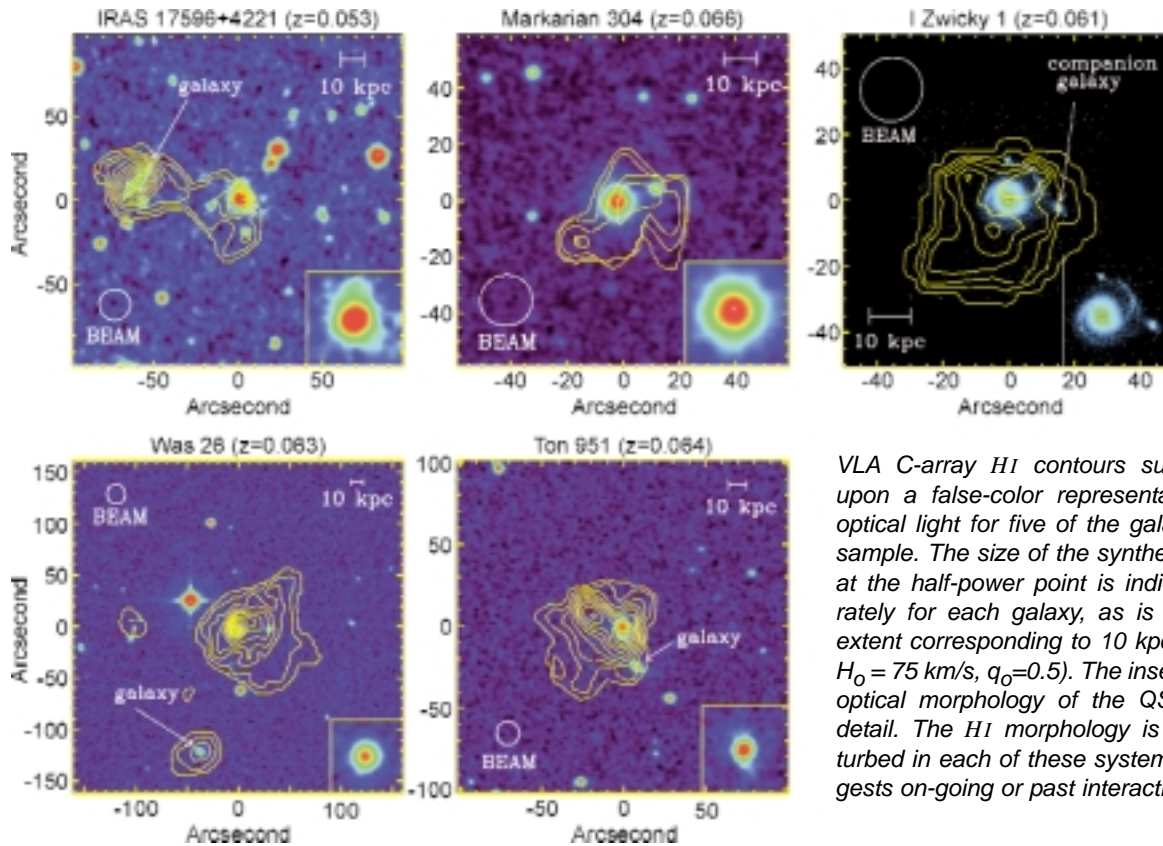 IRAS 17596+4221 (z=0.053)
galaxy
10 kpc
BEAM
50
0
-50
Arcsecond
-50 0 50
Arcsecond
Markarian 304 (z=0.066)
10 kpc
BEAM
40
20
0
-20
-40
-40 -20 0 20 40
Arcsecond
I Zwicky 1 (z=0.061)
companion
galaxy
BEAM
10 kpc
40
20
0
-20
-40
-40 -20 0 20 40
Arcsecond
Was 26 (z=0.063)
10 kpc
BEAM
galaxy
150
100
50
0
-50
-100
-150
Arcsecond
-100 0 100
Arcsecond
Ton 951 (z=0.064)
10 kpc
galaxy
BEAM
100
50
0
-50
-100
-50 0 50
Arcsecond
VLA C-array HI contours su
upon a false-color representa
optical light for five of the gala
sample. The size of the synthe
at the half-power point is indi
rately for each galaxy, as is
extent corresponding to 10 kpc
Ho = 75 km/s, qo=0.5). The inse
optical morphology of the QS
detail. The HI morphology is
turbed in each of these system
gests on-going or past interacti